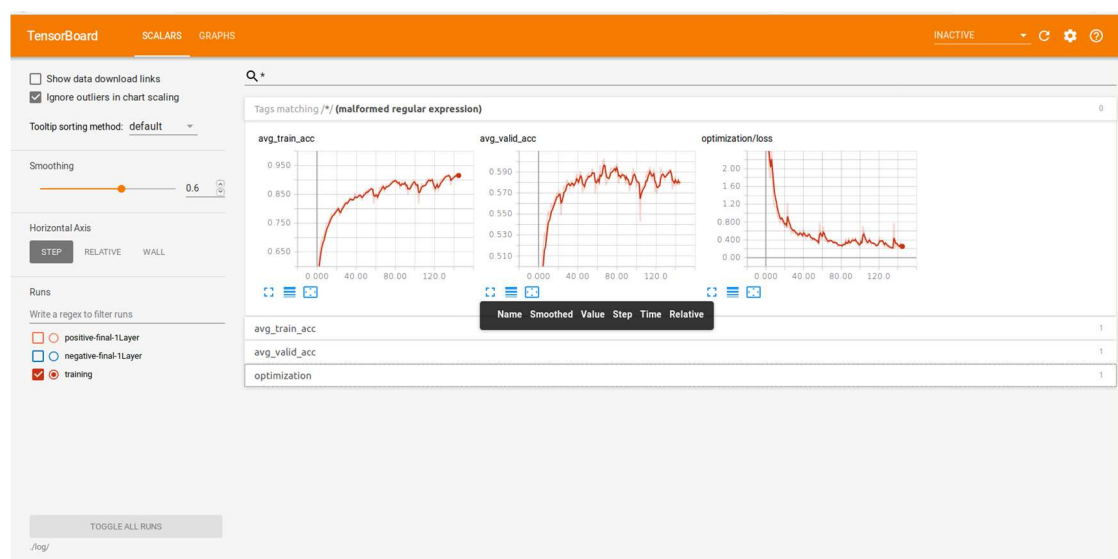 TensorBoard SCALARS GRAPHS INACTIVE
Show data download links
Ignore outliers in chart scaling
Tooltip sorting method: default
Smoothing
0.6
Horizontal Axis
STEP RELATIVE WALL
Runs
Write a regex to filter runs
positive-final-1Layer
negative-final-1Layer
training
TOGGLE ALL RUNS
./log/
*
Tags matching /*/ (malformed regular expression) 0
avg_train_acc
0.950
0.850
0.750
0.650
0.000 40.00 80.00 120.0
avg_valid_acc
0.590
0.570
0.550
0.530
0.510
0.000 40.00 80.00 120.0
optimization/loss
2.00
1.60
1.20
0.800
0.400
0.00
0.000 40.00 80.00 120.0
Name Smoothed Value Step Time Relative
avg_train_acc 1
avg_valid_acc 1
optimization 1